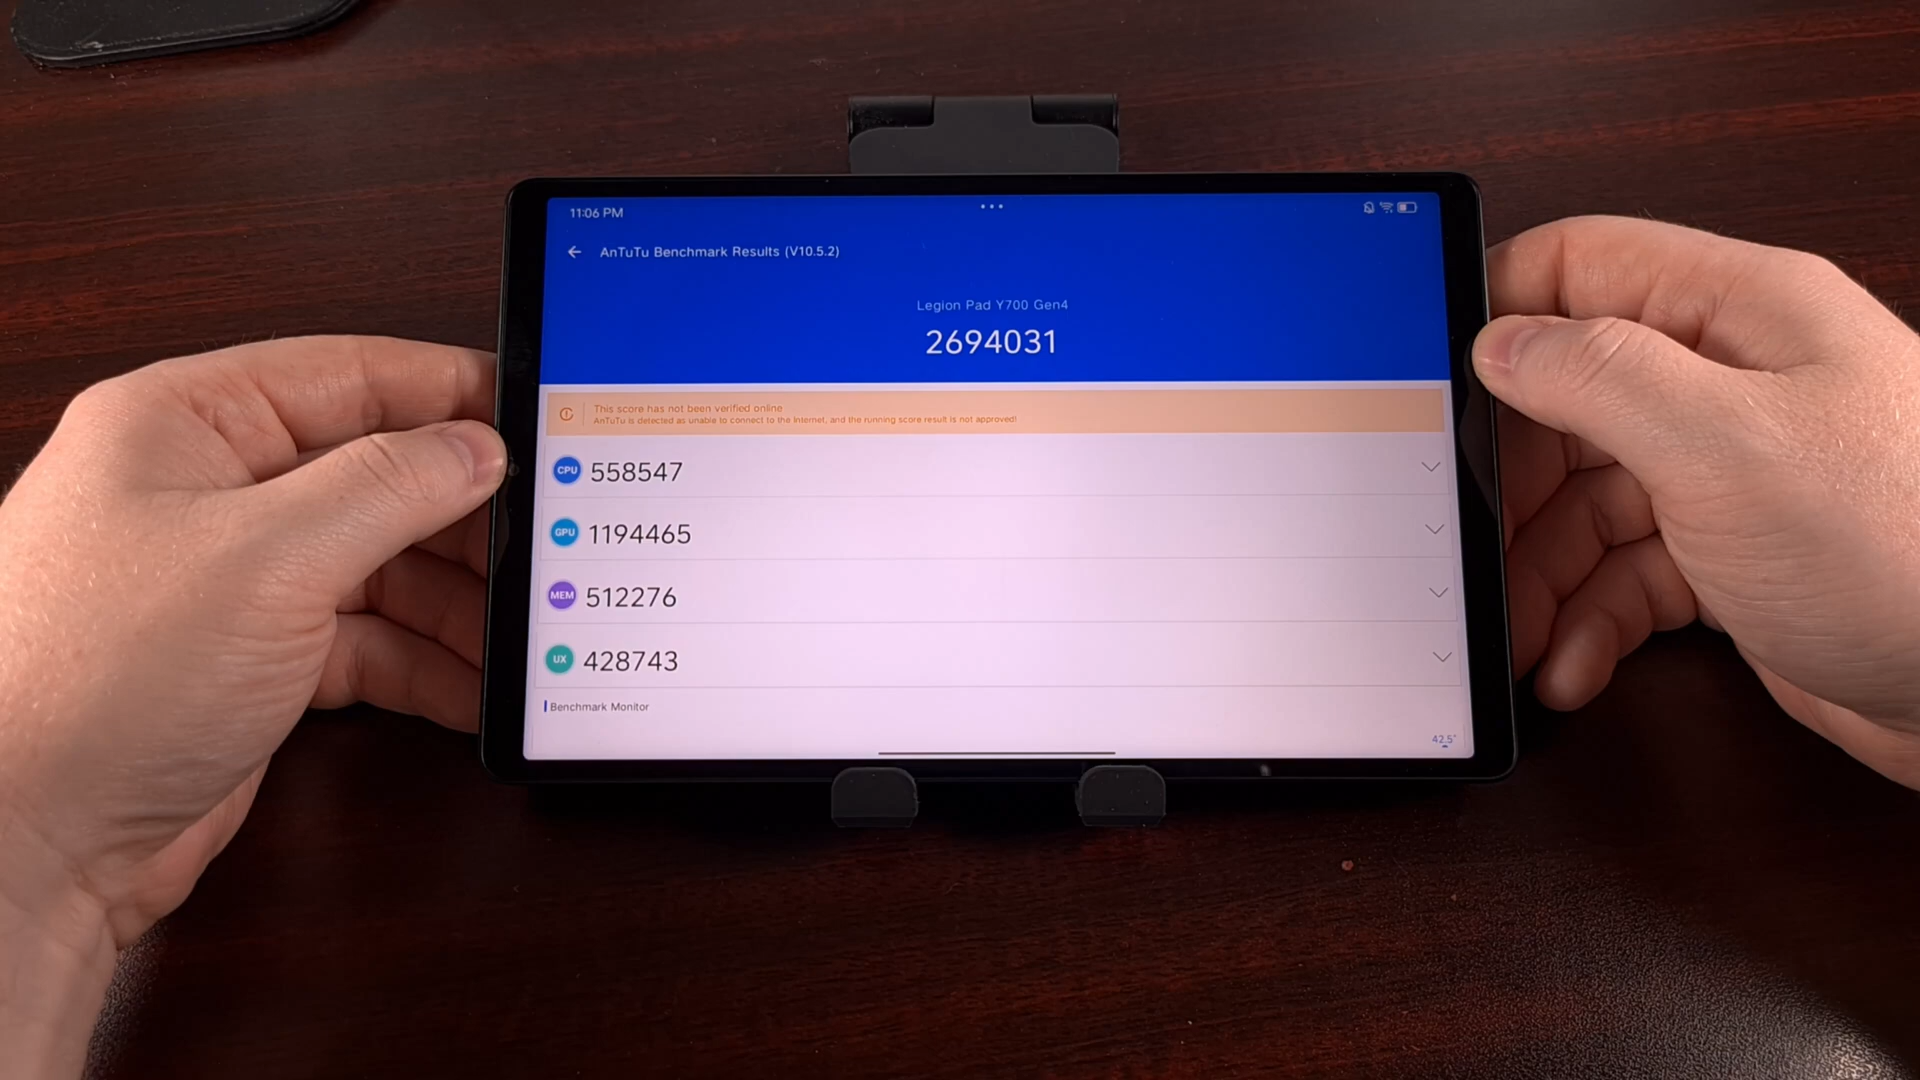 11:06 PM
AnTuTu Benchmark Results (V10.5.2)
Legion Pad Y700 Gen4
2694031
This score has not been verified online
AnTuTu is detected as unable to connect to the Internet, and the running score result is not approved!
CPU 558547
GPU 1194465
MEM 512276
UX 428743
Benchmark Monitor
42.5°